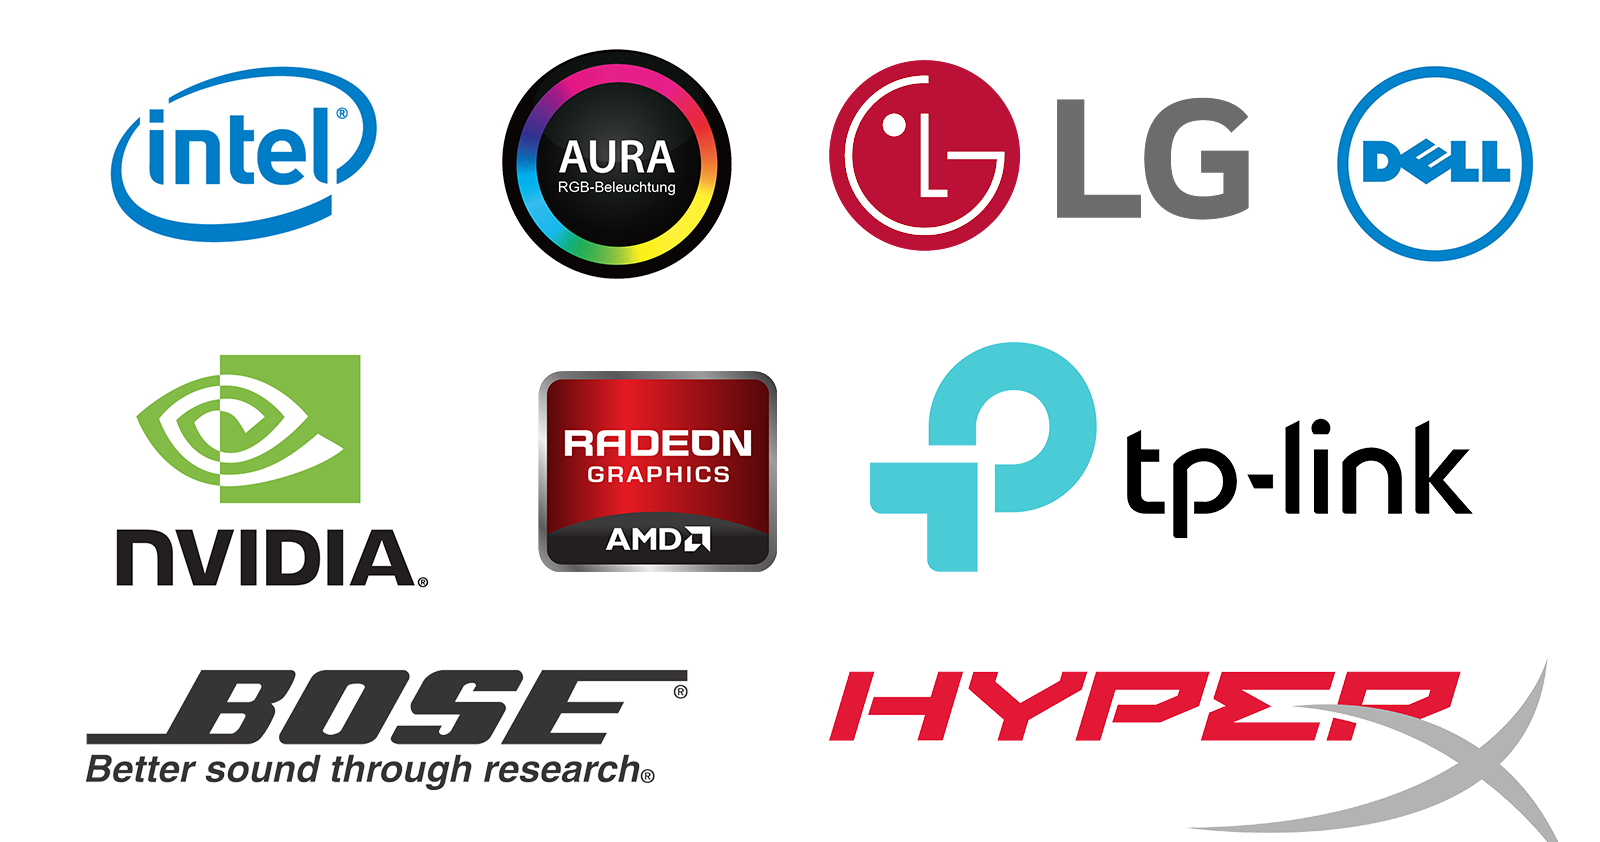 intel®
AURA
RGB-Beleuchtung
LG
DELL
NVIDIA®
RADEON
GRAPHICS
AMD
tp-link
BOSE®
Better sound through research®
HYPERX